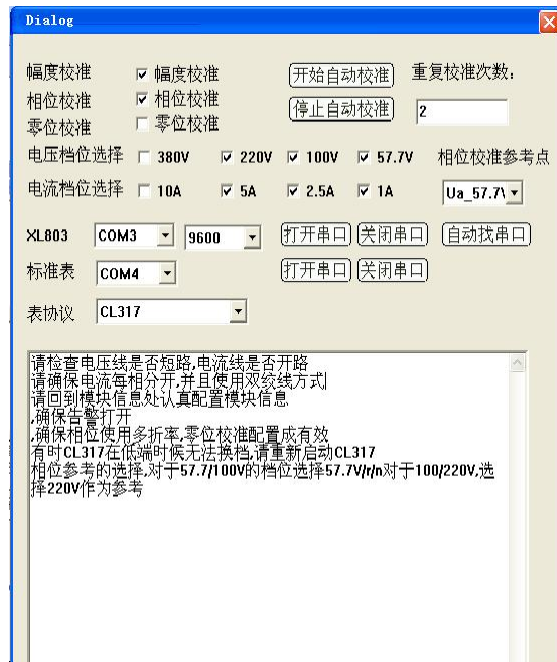 Dialog
幅度校准 幅度校准 开始自动校准 重复校准次数：
相位校准 相位校准 停止自动校准 2
零位校准 零位校准
电压档位选择 380V 220V 100V 57.7V 相位校准参考点
电流档位选择 10A 5A 2.5A 1A Ua_57.7\
XL803 COM3 9600 打开串口 关闭串口 自动找串口
标准表 COM4 打开串口 关闭串口
表协议 CL317
请检查电压线是否短路,电流线是否开路
请确保电流每相分开,并且使用双绞线方式
请回到模块信息处认真配置模块信息
,确保告警打开
,确保相位使用多折率,零位校准配置成有效
有时CL317在低端时候无法换档,请重新启动CL317
相位参考的选择,对于57.7/100V的档位选择57.7V/r/n对于100/220V,选
择220V作为参考